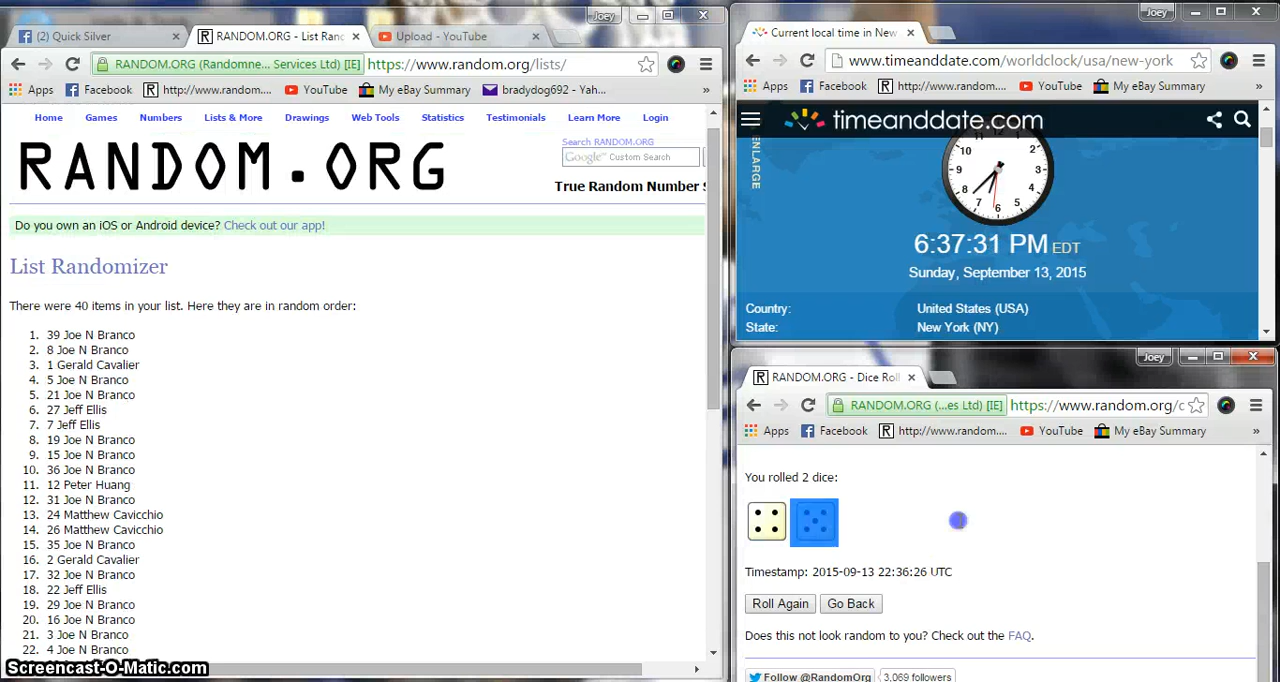 Joey
(2) Quick Silver
RANDOM.ORG - List Ranc
Upload - YouTube
RANDOM.ORG (Randomne... Services Ltd) [IE]
https://www.random.org/lists/
Apps
Facebook
http://www.random....
YouTube
My eBay Summary
bradydog692 - Yah...
»
Home
Games
Numbers
Lists & More
Drawings
Web Tools
Statistics
Testimonials
Learn More
Login
RANDOM.ORG
Search RANDOM.ORG
Google™ Custom Search
True Random Number S
Do you own an iOS or Android device? Check out our app!
List Randomizer
There were 40 items in your list. Here they are in random order:
1. 39 Joe N Branco
2. 8 Joe N Branco
3. 1 Gerald Cavalier
4. 5 Joe N Branco
5. 21 Joe N Branco
6. 27 Jeff Ellis
7. 7 Jeff Ellis
8. 19 Joe N Branco
9. 15 Joe N Branco
10. 36 Joe N Branco
11. 12 Peter Huang
12. 31 Joe N Branco
13. 24 Matthew Cavicchio
14. 26 Matthew Cavicchio
15. 35 Joe N Branco
16. 2 Gerald Cavalier
17. 32 Joe N Branco
18. 22 Jeff Ellis
19. 29 Joe N Branco
20. 16 Joe N Branco
21. 3 Joe N Branco
22. 4 Joe N Branco
Screencast-O-Matic.com
Joey
Current local time in New
www.timeanddate.com/worldclock/usa/new-york
Apps
Facebook
http://www.random....
YouTube
My eBay Summary
»
timeanddate.com
ENLARGE
10
9
8
7
6
5
4
3
2
6:37:31 PM EDT
Sunday, September 13, 2015
Country: United States (USA)
State: New York (NY)
Joey
RANDOM.ORG - Dice Roll
RANDOM.ORG (...es Ltd) [IE]
https://www.random.org/c
Apps
Facebook
http://www.random....
YouTube
My eBay Summary
»
You rolled 2 dice:
Timestamp: 2015-09-13 22:36:26 UTC
Roll Again
Go Back
Does this not look random to you? Check out the FAQ.
Follow @RandomOrg
3,069 followers